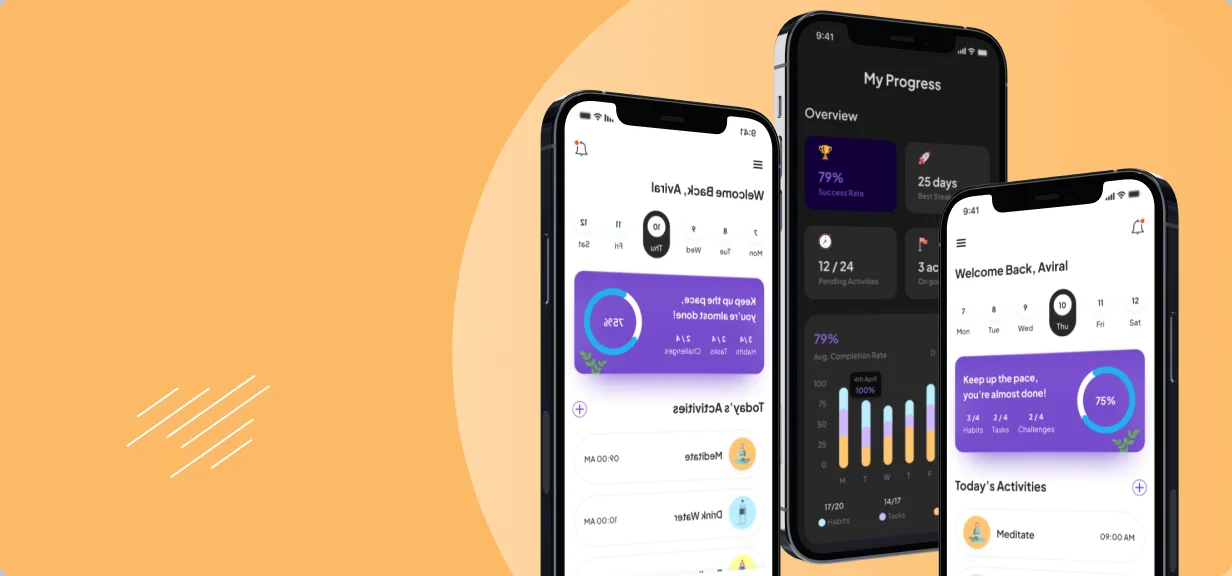 9:41
Welcome Back, Aviral
7 8 9 10 11 12
Mon Tue Wed Thu Fri Sat
Keep up the pace,
you're almost done!
3/4 2/4 2/4
Habits Tasks Challenges
75%
Today's Activities
Meditate 09:00 AM
Drink Water 10:00 AM
9:41
My Progress
Overview
79%
Success Rate
25 days
12 / 24
Pending Activities
3 ac
On goi
79%
Avg. Completion Rate
D
4th April
100%
100
75
50
25
0
M T W T F
17/20 14/17
Habits Tasks
9:41
Welcome Back, Aviral
7 8 9 10 11 12
Mon Tue Wed Thu Fri Sat
Keep up the pace,
you're almost done!
3/4 2/4 2/4
Habits Tasks Challenges
75%
Today's Activities
Meditate 09:00 AM